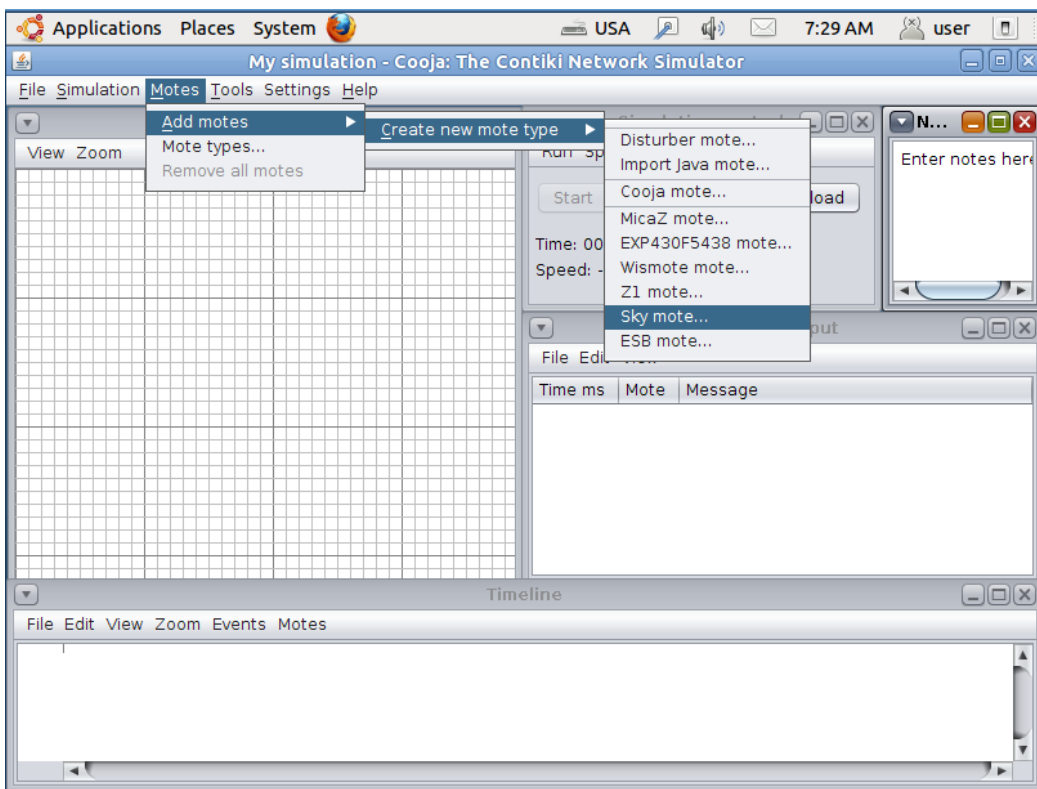 Applications Places System USA 7:29 AM user
My simulation - Cooja: The Contiki Network Simulator
File Simulation Motes Tools Settings Help
Add motes
Mote types...
Remove all motes
Create new mote type
Disturber mote...
Import Java mote...
Cooja mote...
MicaZ mote...
EXP430F5438 mote...
Wismote mote...
Z1 mote...
Sky mote...
ESB mote...
View Zoom
Run Sp
Start
load
Time: 00
Speed: -
N...
Enter notes here
put
File Edi
Time ms Mote Message
Timeline
File Edit View Zoom Events Motes